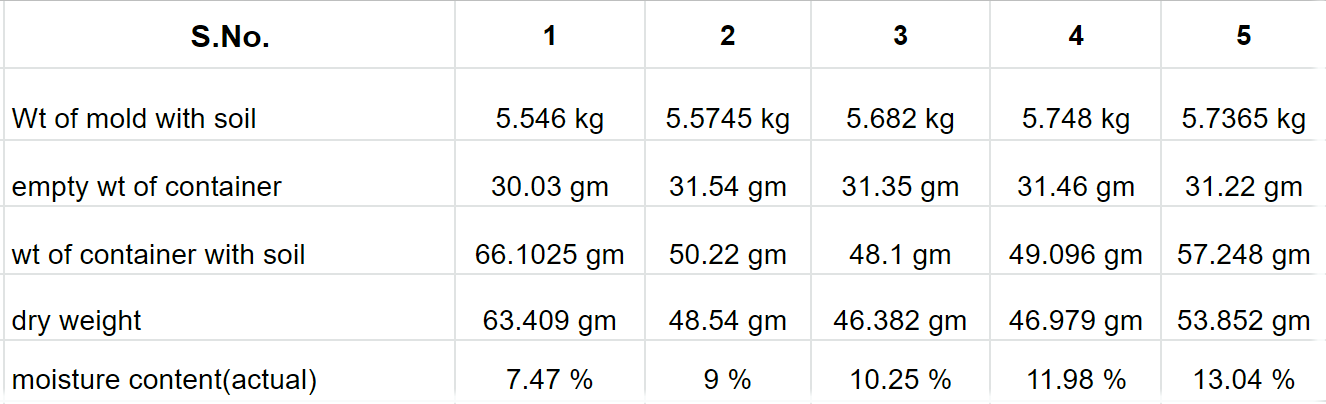 S.No. 1 2 3 4 5
Wt of mold with soil 5.546 kg 5.5745 kg 5.682 kg 5.748 kg 5.7365 kg
empty wt of container 30.03 gm 31.54 gm 31.35 gm 31.46 gm 31.22 gm
wt of container with soil 66.1025 gm 50.22 gm 48.1 gm 49.096 gm 57.248 gm
dry weight 63.409 gm 48.54 gm 46.382 gm 46.979 gm 53.852 gm
moisture content(actual) 7.47 % 9 % 10.25 % 11.98 % 13.04 %